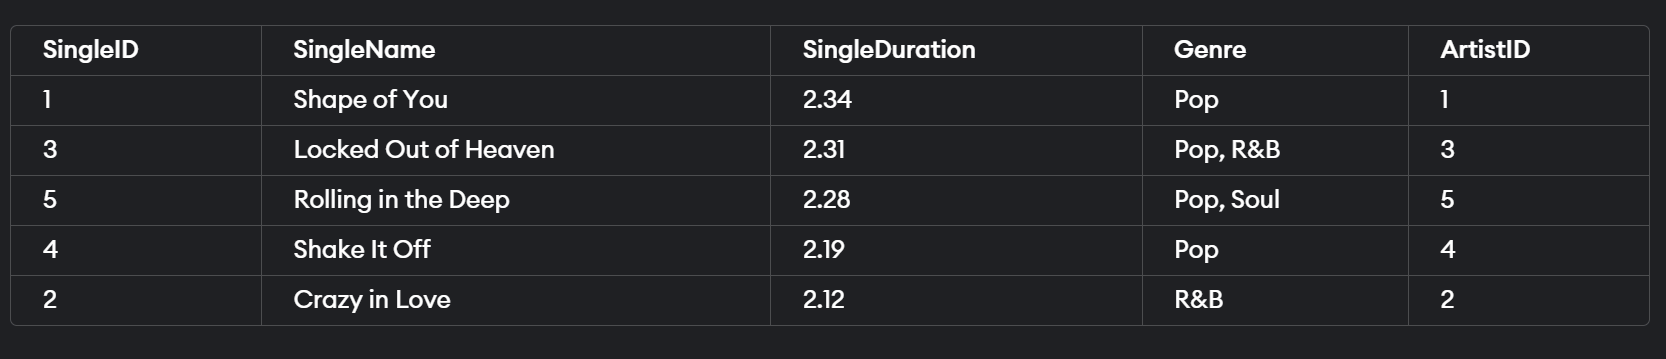 SingleID SingleName SingleDuration Genre ArtistID
1 Shape of You 2.34 Pop 1
3 Locked Out of Heaven 2.31 Pop, R&B 3
5 Rolling in the Deep 2.28 Pop, Soul 5
4 Shake It Off 2.19 Pop 4
2 Crazy in Love 2.12 R&B 2